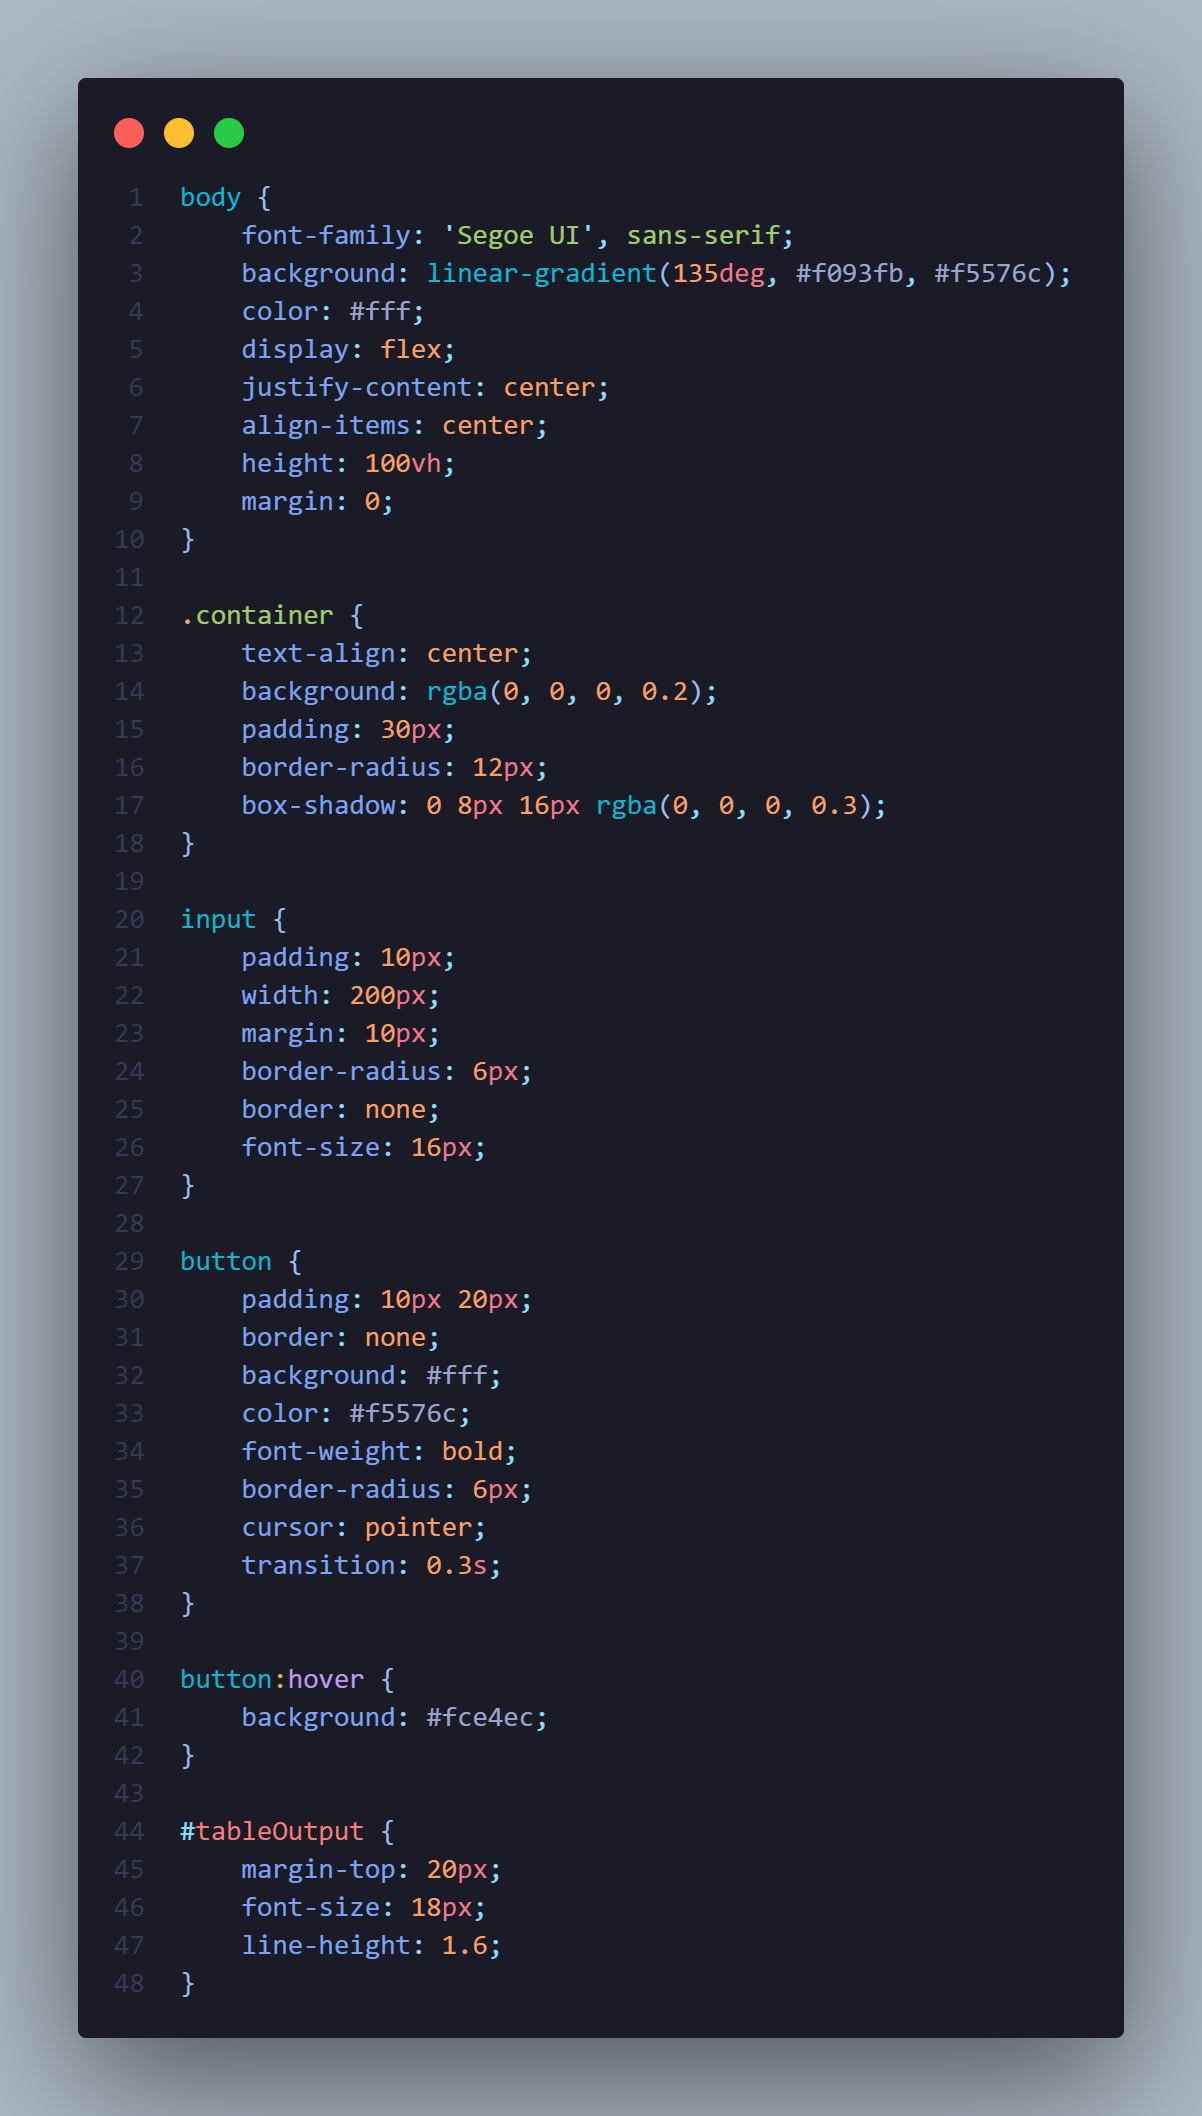 1 body {
2     font-family: 'Segoe UI', sans-serif;
3     background: linear-gradient(135deg, #f093fb, #f5576c);
4     color: #fff;
5     display: flex;
6     justify-content: center;
7     align-items: center;
8     height: 100vh;
9     margin: 0;
10 }
11
12 .container {
13     text-align: center;
14     background: rgba(0, 0, 0, 0.2);
15     padding: 30px;
16     border-radius: 12px;
17     box-shadow: 0 8px 16px rgba(0, 0, 0, 0.3);
18 }
19
20 input {
21     padding: 10px;
22     width: 200px;
23     margin: 10px;
24     border-radius: 6px;
25     border: none;
26     font-size: 16px;
27 }
28
29 button {
30     padding: 10px 20px;
31     border: none;
32     background: #fff;
33     color: #f5576c;
34     font-weight: bold;
35     border-radius: 6px;
36     cursor: pointer;
37     transition: 0.3s;
38 }
39
40 button:hover {
41     background: #fce4ec;
42 }
43
44 #tableOutput {
45     margin-top: 20px;
46     font-size: 18px;
47     line-height: 1.6;
48 }